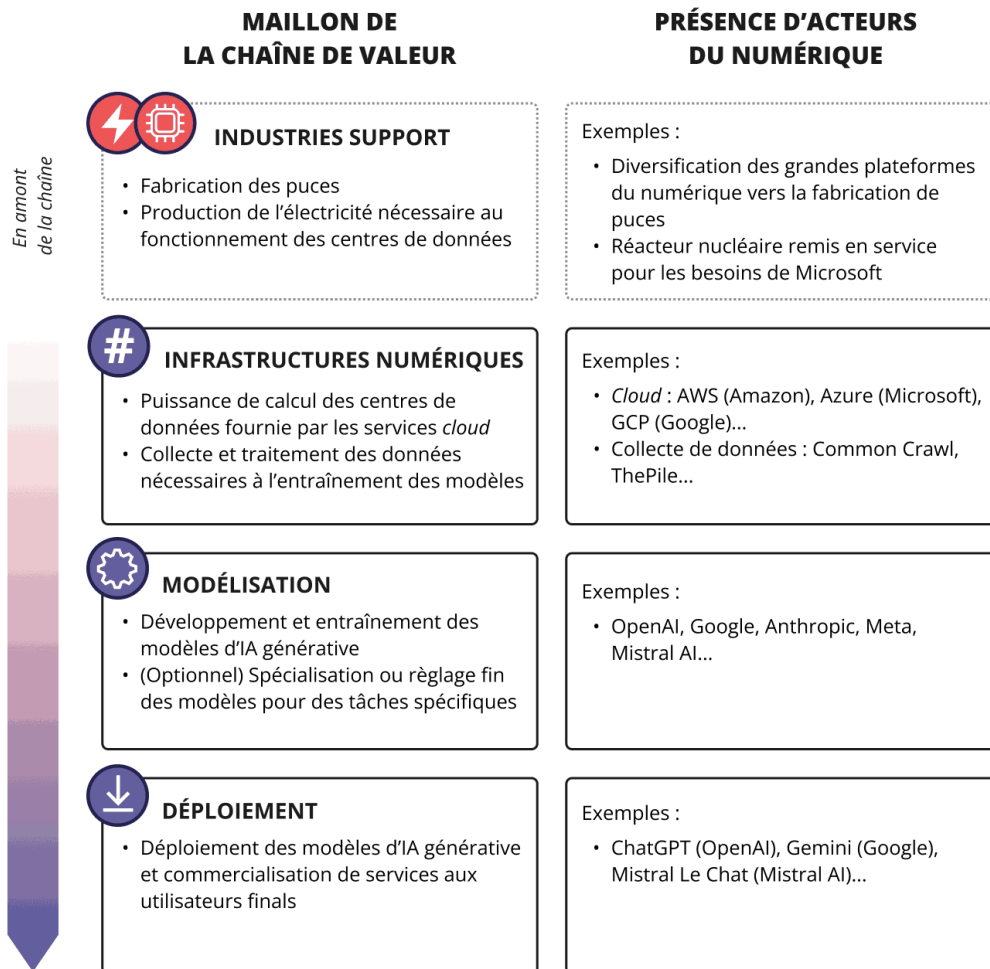 MAILLON DE
LA CHAÎNE DE VALEUR
PRÉSENCE D’ACTEURS
DU NUMÉRIQUE
En amont
de la chaîne
INDUSTRIES SUPPORT
• Fabrication des puces
• Production de l’électricité nécessaire au
fonctionnement des centres de données
Exemples :
• Diversification des grandes plateformes
du numérique vers la fabrication de
puces
• Réacteur nucléaire remis en service
pour les besoins de Microsoft
#
INFRASTRUCTURES NUMÉRIQUES
• Puissance de calcul des centres de
données fournie par les services cloud
• Collecte et traitement des données
nécessaires à l’entraînement des modèles
Exemples :
• Cloud : AWS (Amazon), Azure (Microsoft),
GCP (Google)...
• Collecte de données : Common Crawl,
ThePile...
MODÉLISATION
• Développement et entraînement des
modèles d’IA générative
• (Optionnel) Spécialisation ou règlage fin
des modèles pour des tâches spécifiques
Exemples :
• OpenAI, Google, Anthropic, Meta,
Mistral AI...
DÉPLOIEMENT
• Déploiement des modèles d’IA générative
et commercialisation de services aux
utilisateurs finals
Exemples :
• ChatGPT (OpenAI), Gemini (Google),
Mistral Le Chat (Mistral AI)...